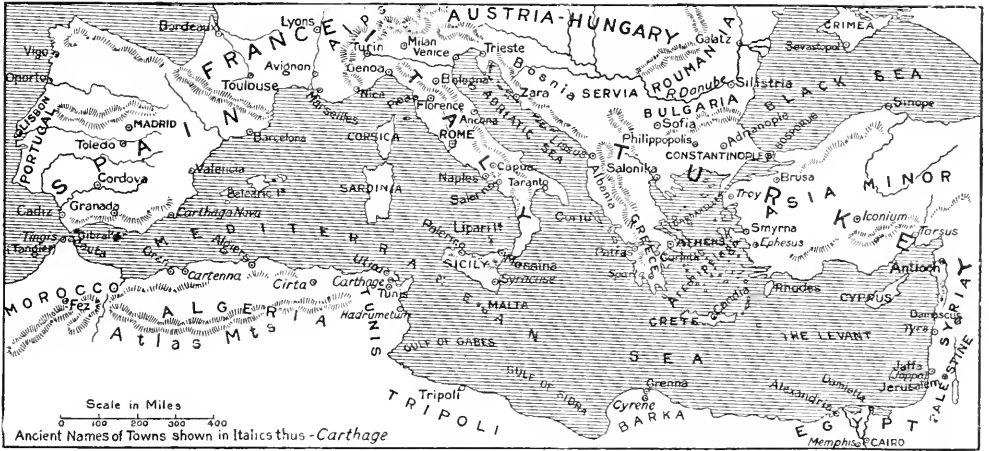 AUSTRIA-HUNGARY
CRIMEA
Sevastopol
Bordeaux
Lyons
ALPS
Milan
Turin
Venice
Trieste
Galatz
ROUMANIA
Vigo
FRANCE
Avignon
Genoa
Bologna
Bosnia
SERVIA
R. Danube
Silistria
BLACK SEA
Oporto
Toulouse
Nice
Marseilles
Pisa
Florence
Zara
BULGARIA
Sinope
LISBON
PORTUGAL
MADRID
SPAIN
Barcelona
CORSICA
ITALY
Ancona
ADRIATIC
SEA
Lissus
Sofia
Philippopolis
Adrianople
BOSPORUS
Toledo
ROME
CONSTANTINOPLE
Cordova
Valencia
Balearic Is
SARDINIA
Capua
Naples
Salerno
Taranto
Albania
Salonika
TURKEY
Brusa
ASIA MINOR
DARDANELLES
Troy
Cadiz
Granada
Carthago Nova
Lipari Is
Palermo
Corfu
GREECE
Smyrna
Iconium
Tarsus
Tingis
(Tangier)
Gibraltar
Ceuta
MEDITERRANEAN
SEA
Algiers
Cartenna
Cirta
Utica
Carthage
Tunis
SICILY
Messina
Syracuse
Patras
ATHENS
Corinth
Sparta
Archipelago
Ephesus
Antioch
MOROCCO
Fez
ALGERIA
Atlas Mts
Hadrumetum
TUNIS
MALTA
CRETE
Candia
Rhodes
CYPRUS
SYRIA
Damascus
Tyre
GULF OF GABES
THE LEVANT
Tripoli
TRIPOLI
GULF OF SIDRA
Grenna
Cyrene
BARKA
Alexandria
Damietta
Jaffa
(Joppa)
Jerusalem
PALESTINE
EGYPT
Memphis
CAIRO
Scale in Miles
0 100 200 300 400
Ancient Names of Towns shown in Italics thus - Carthage